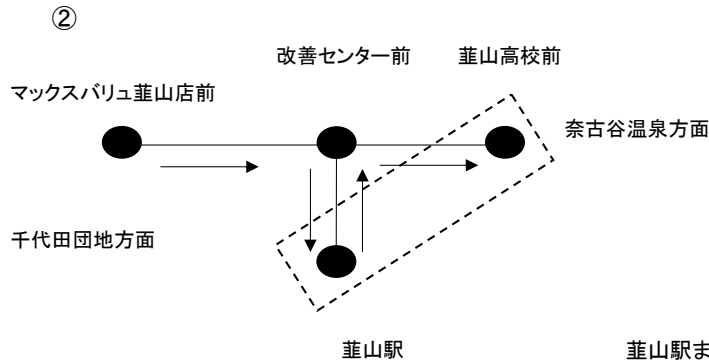 ②
改善センター前
韮山高校前
マックスバリュ韮山店前
奈古谷温泉方面
千代田団地方面
韮山駅
韮山駅ま